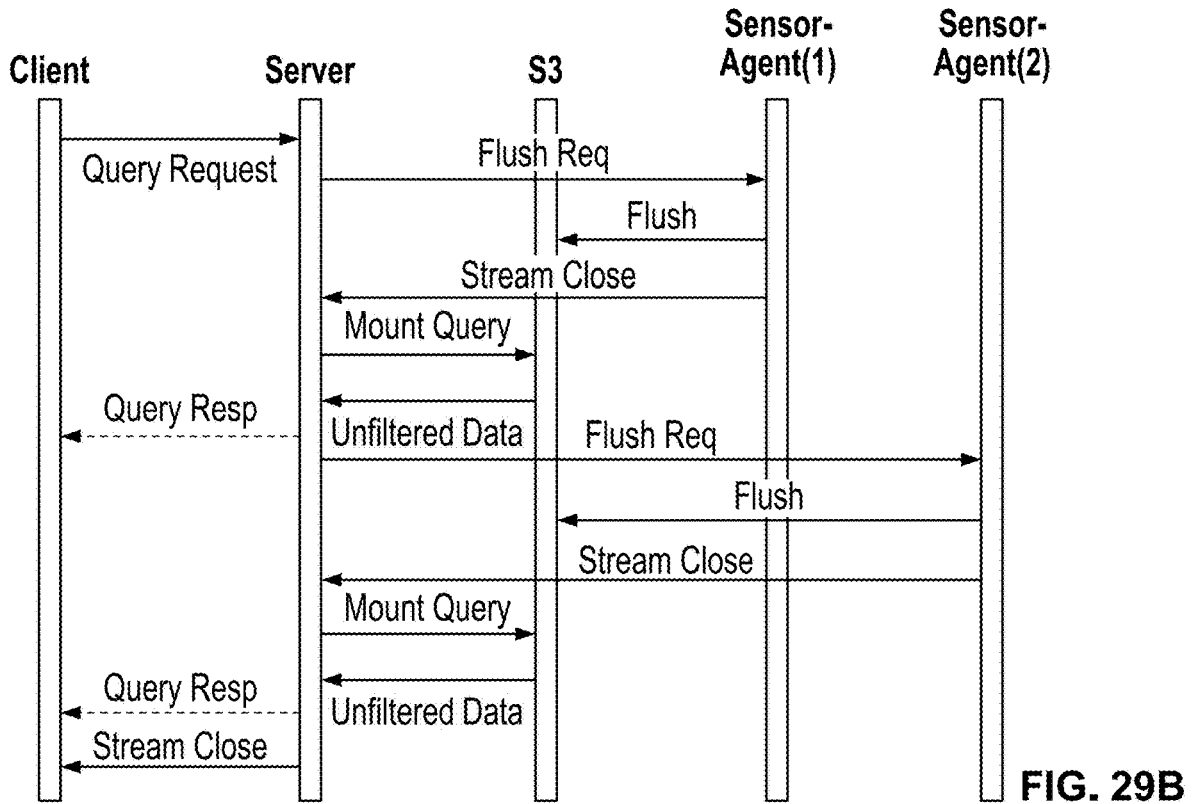 Client
Server
S3
Sensor-
Agent(1)
Sensor-
Agent(2)
Query Request
Flush Req
Flush
Stream Close
Mount Query
Unfiltered Data
Query Resp
Flush Req
Flush
Stream Close
Mount Query
Unfiltered Data
Query Resp
Stream Close
FIG. 29B